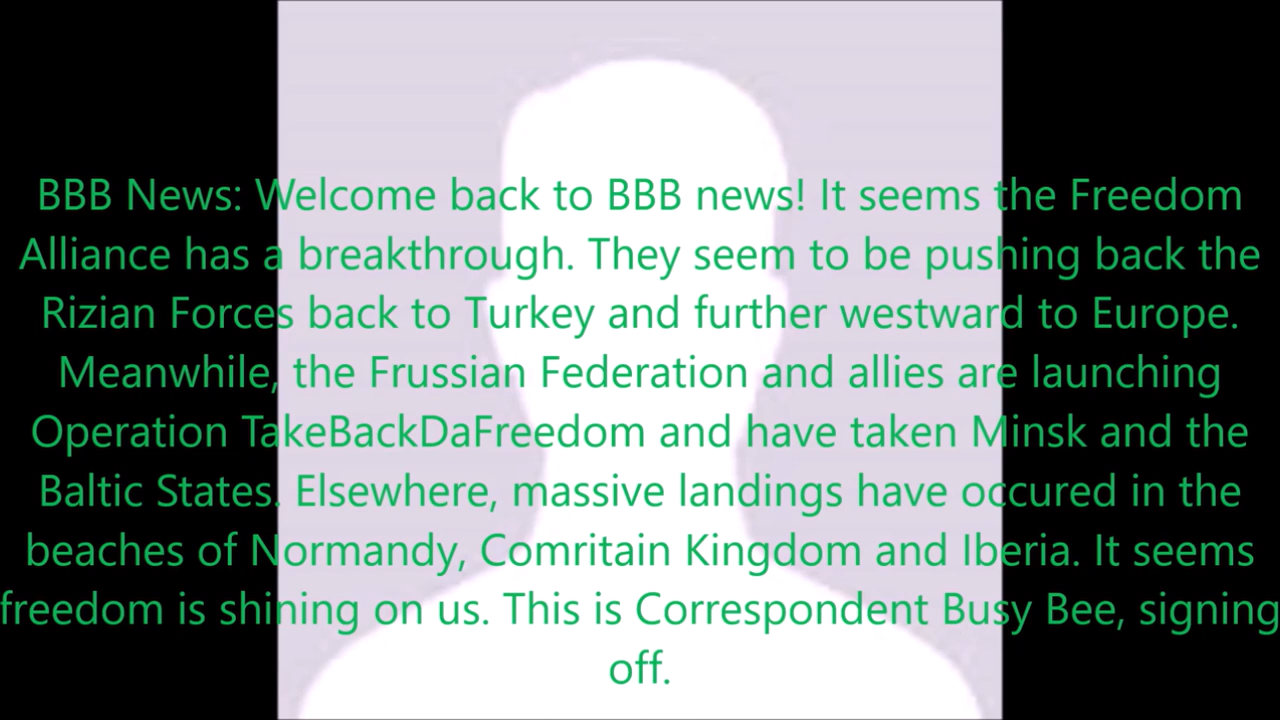 BBB News: Welcome back to BBB news! It seems the Freedom
Alliance has a breakthrough. They seem to be pushing back the
Rizian Forces back to Turkey and further westward to Europe.
Meanwhile, the Frussian Federation and allies are launching
Operation TakeBackDaFreedom and have taken Minsk and the
Baltic States. Elsewhere, massive landings have occured in the
beaches of Normandy, Comritain Kingdom and Iberia. It seems
freedom is shining on us. This is Correspondent Busy Bee, signing
off.